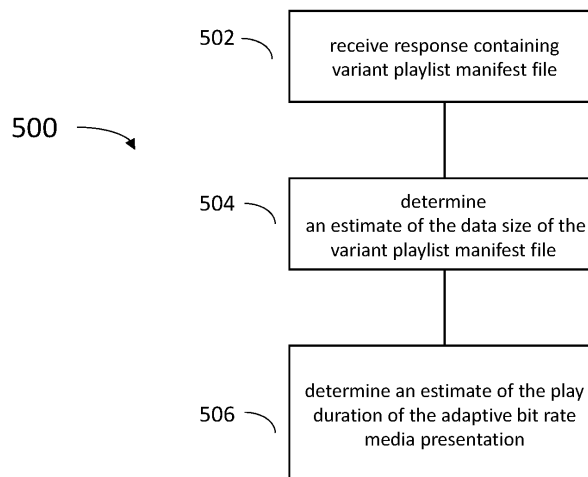 502
receive response containing
variant playlist manifest file
500
504
determine
an estimate of the data size of the
variant playlist manifest file
506
determine an estimate of the play
duration of the adaptive bit rate
media presentation